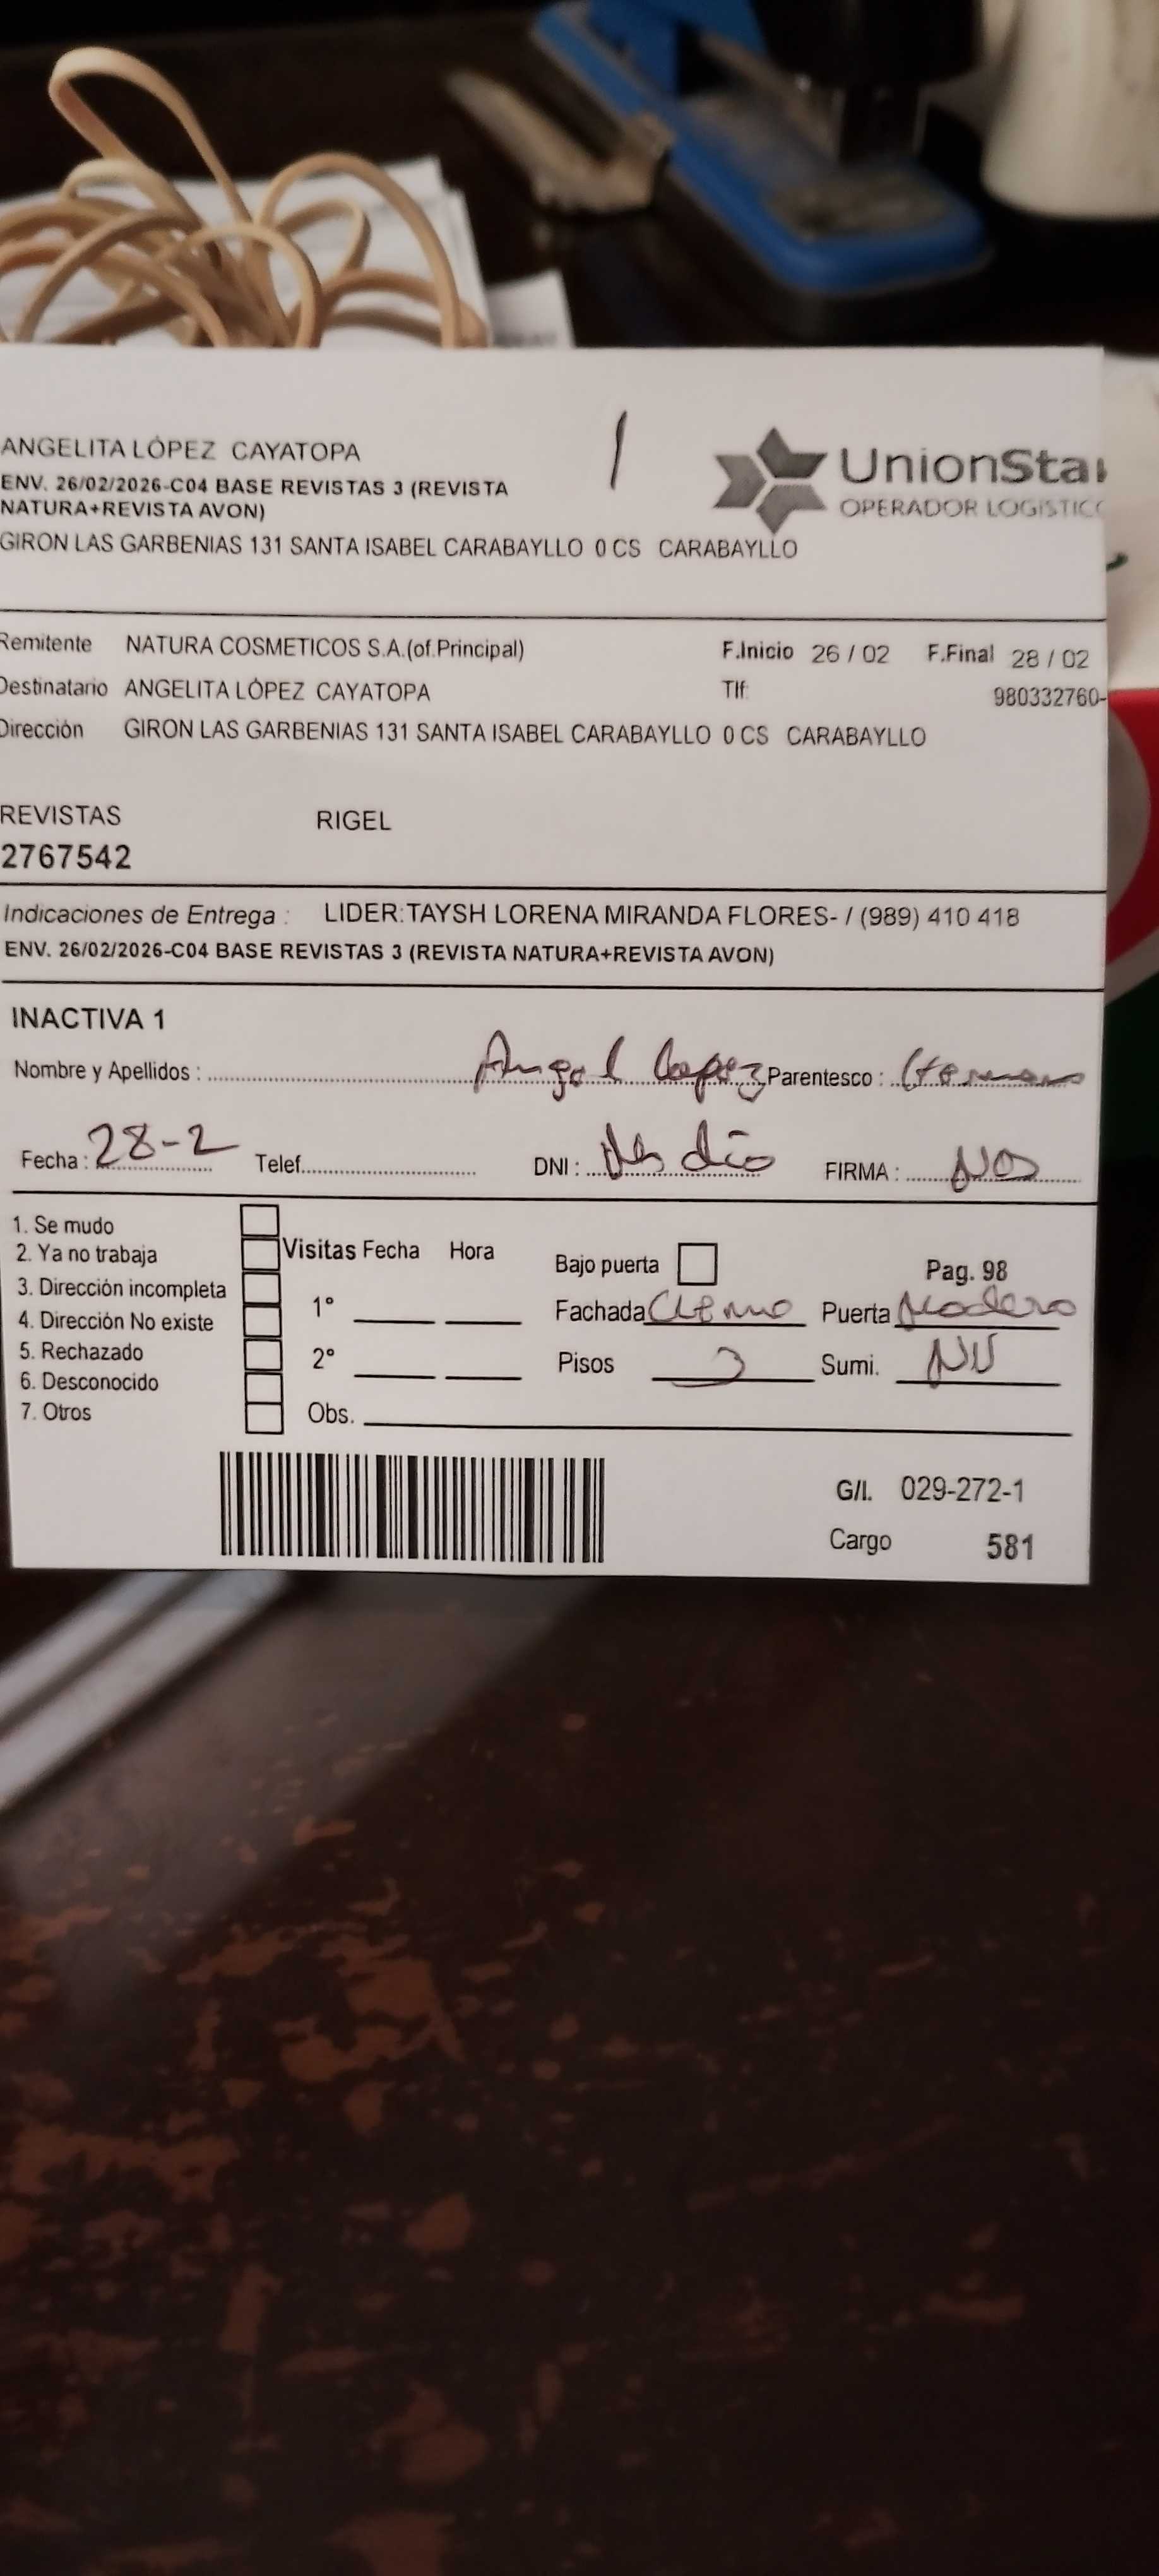 ANGELITA LÓPEZ CAYATOPA
ENV. 26/02/2026-C04 BASE REVISTAS 3 (REVISTA
NATURA+REVISTA AVON)
GIRON LAS GARBENIAS 131 SANTA ISABEL CARABAYLLO 0 CS CARABAYLLO
UnionStar
OPERADOR LOGÍSTICO
Remitente NATURA COSMETICOS S.A.(of.Principal) F.Inicio 26 / 02 F.Final 28 / 02
Destinatario ANGELITA LÓPEZ CAYATOPA Tlf: 980332760-
Dirección GIRON LAS GARBENIAS 131 SANTA ISABEL CARABAYLLO 0 CS CARABAYLLO
REVISTAS RIGEL
2767542
Indicaciones de Entrega : LIDER:TAYSH LORENA MIRANDA FLORES- / (989) 410 418
ENV. 26/02/2026-C04 BASE REVISTAS 3 (REVISTA NATURA+REVISTA AVON)
INACTIVA 1
Nombre y Apellidos : Angel Lopez Parentesco : Hermano
Fecha : 28-2 Telef. DNI : No dio FIRMA :
1. Se mudo
2. Ya no trabaja
3. Dirección incompleta
4. Dirección No existe
5. Rechazado
6. Desconocido
7. Otros
Visitas Fecha Hora
1°
2°
Obs.
Bajo puerta Pag. 98
Fachada Puerta Madera
Pisos 3 Sumi.
G/I. 029-272-1
Cargo 581